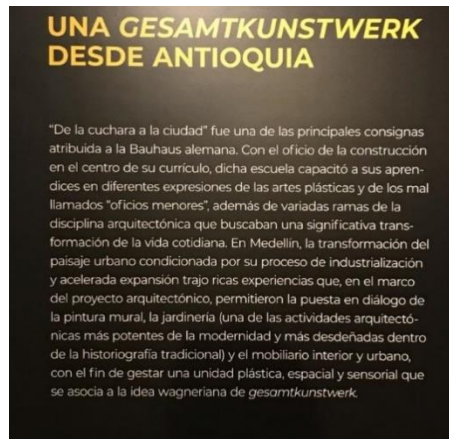 UNA GESAMTKUNSTWERK
DESDE ANTIOQUIA
"De la cuchara a la ciudad" fue una de las principales consignas
atribuida a la Bauhaus alemana. Con el oficio de la construcción
en el centro de su currículo, dicha escuela capacitó a sus apren-
dices en diferentes expresiones de las artes plásticas y de los mal
llamados "oficios menores", además de variadas ramas de la
disciplina arquitectónica que buscaban una significativa trans-
formación de la vida cotidiana. En Medellín, la transformación del
paisaje urbano condicionada por su proceso de industrialización
y acelerada expansión trajo ricas experiencias que, en el marco
del proyecto arquitectónico, permitieron la puesta en diálogo de
la pintura mural, la jardinería (una de las actividades arquitectó-
nicas más potentes de la modernidad y más desdeñadas dentro
de la historiografía tradicional) y el mobiliario interior y urbano,
con el fin de gestar una unidad plástica, espacial y sensorial que
se asocia a la idea wagneriana de gesamtkunstwerk.